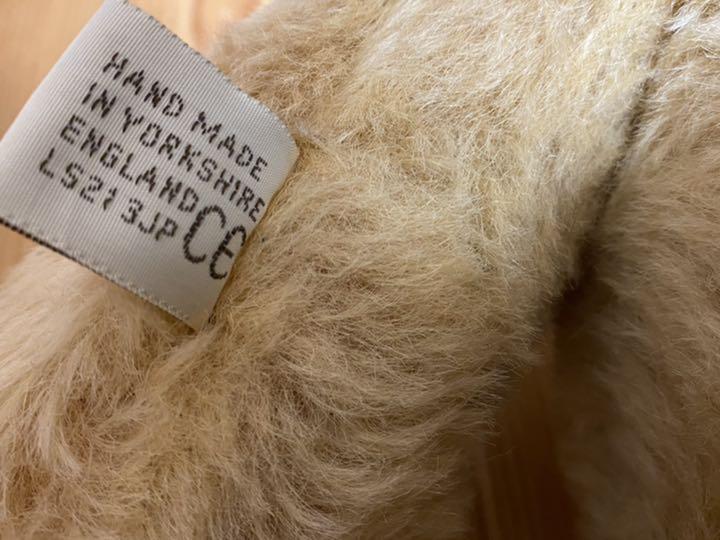 HAND MADE
IN YORKSHIRE
ENGLAND
LS21 3JP CE